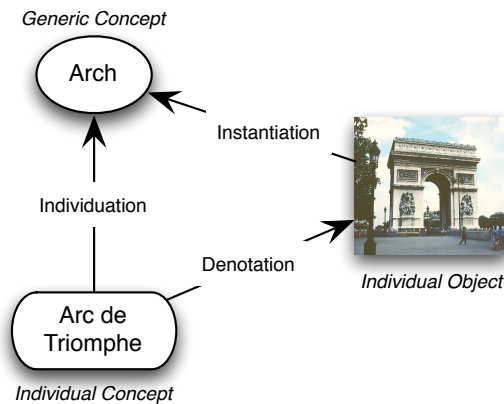 Generic Concept
Arch
Instantiation
Individuation
Denotation
Individual Object
Arc de
Triomphe
Individual Concept